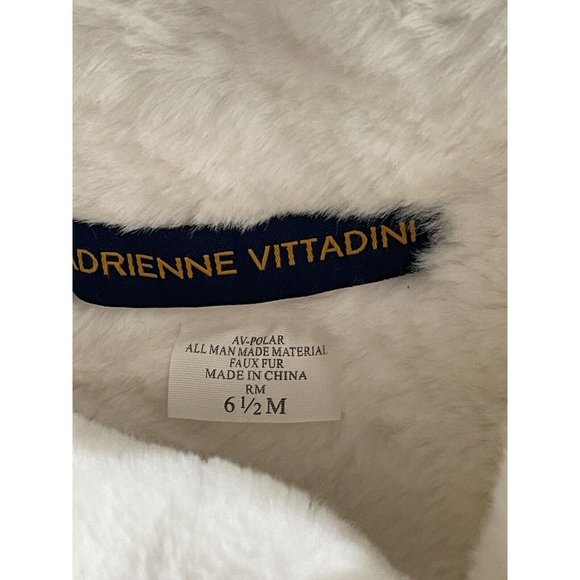 ADRIENNE VITTADINI
AV-POLAR
ALL MAN MADE MATERIAL
FAUX FUR
MADE IN CHINA
RM
6 1/2 M